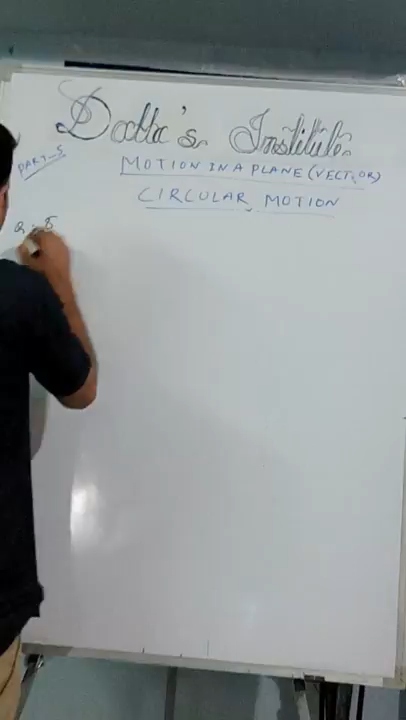 Dolta's Institute.
PART-5
MOTION IN A PLANE (VECTOR)
CIRCULAR MOTION